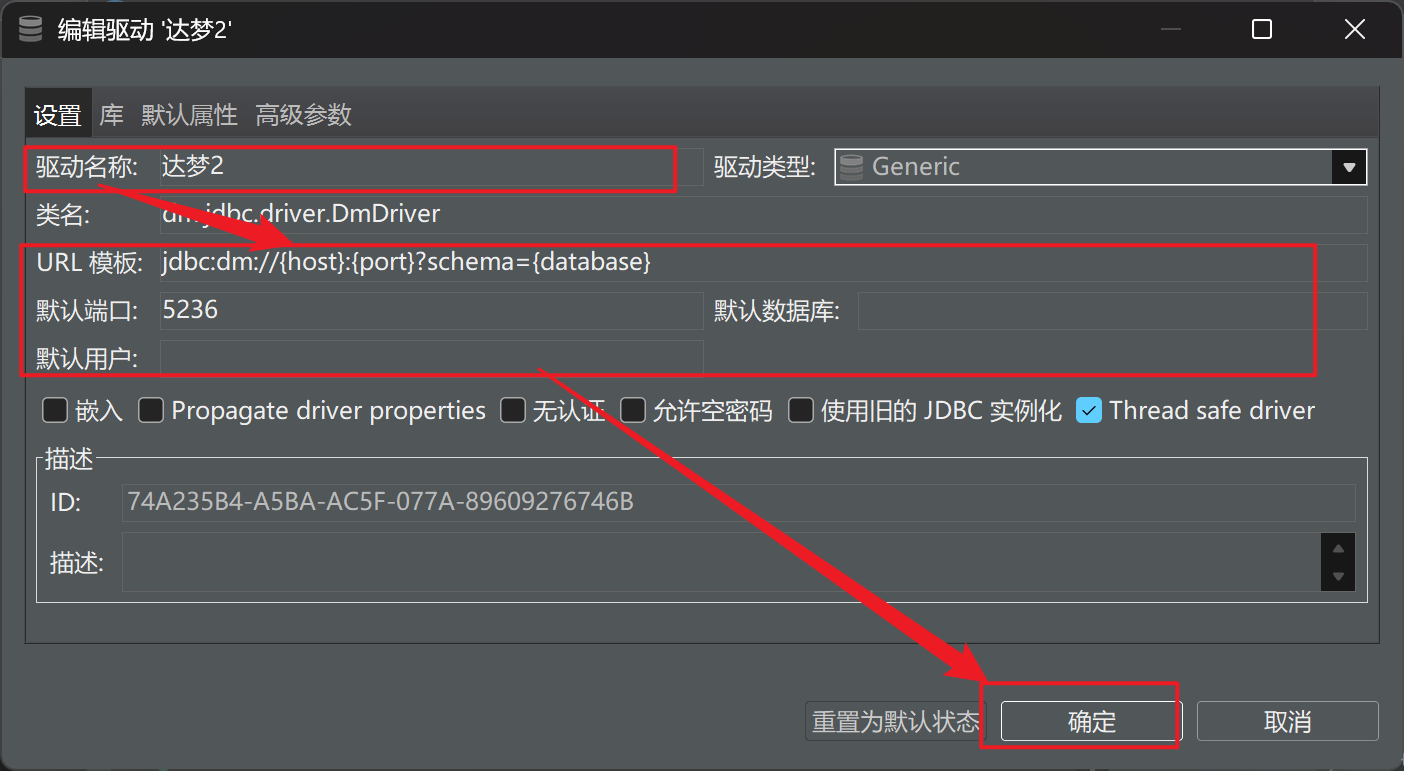 编辑驱动 '达梦2'
设置 库 默认属性 高级参数
驱动名称: 达梦2 驱动类型: Generic
类名: dm.jdbc.driver.DmDriver
URL 模板: jdbc:dm://{host}:{port}?schema={database}
默认端口: 5236 默认数据库:
默认用户:
嵌入 Propagate driver properties 无认证 允许空密码 使用旧的 JDBC 实例化 Thread safe driver
描述
ID: 74A235B4-A5BA-AC5F-077A-89609276746B
描述:
重置为默认状态 确定 取消